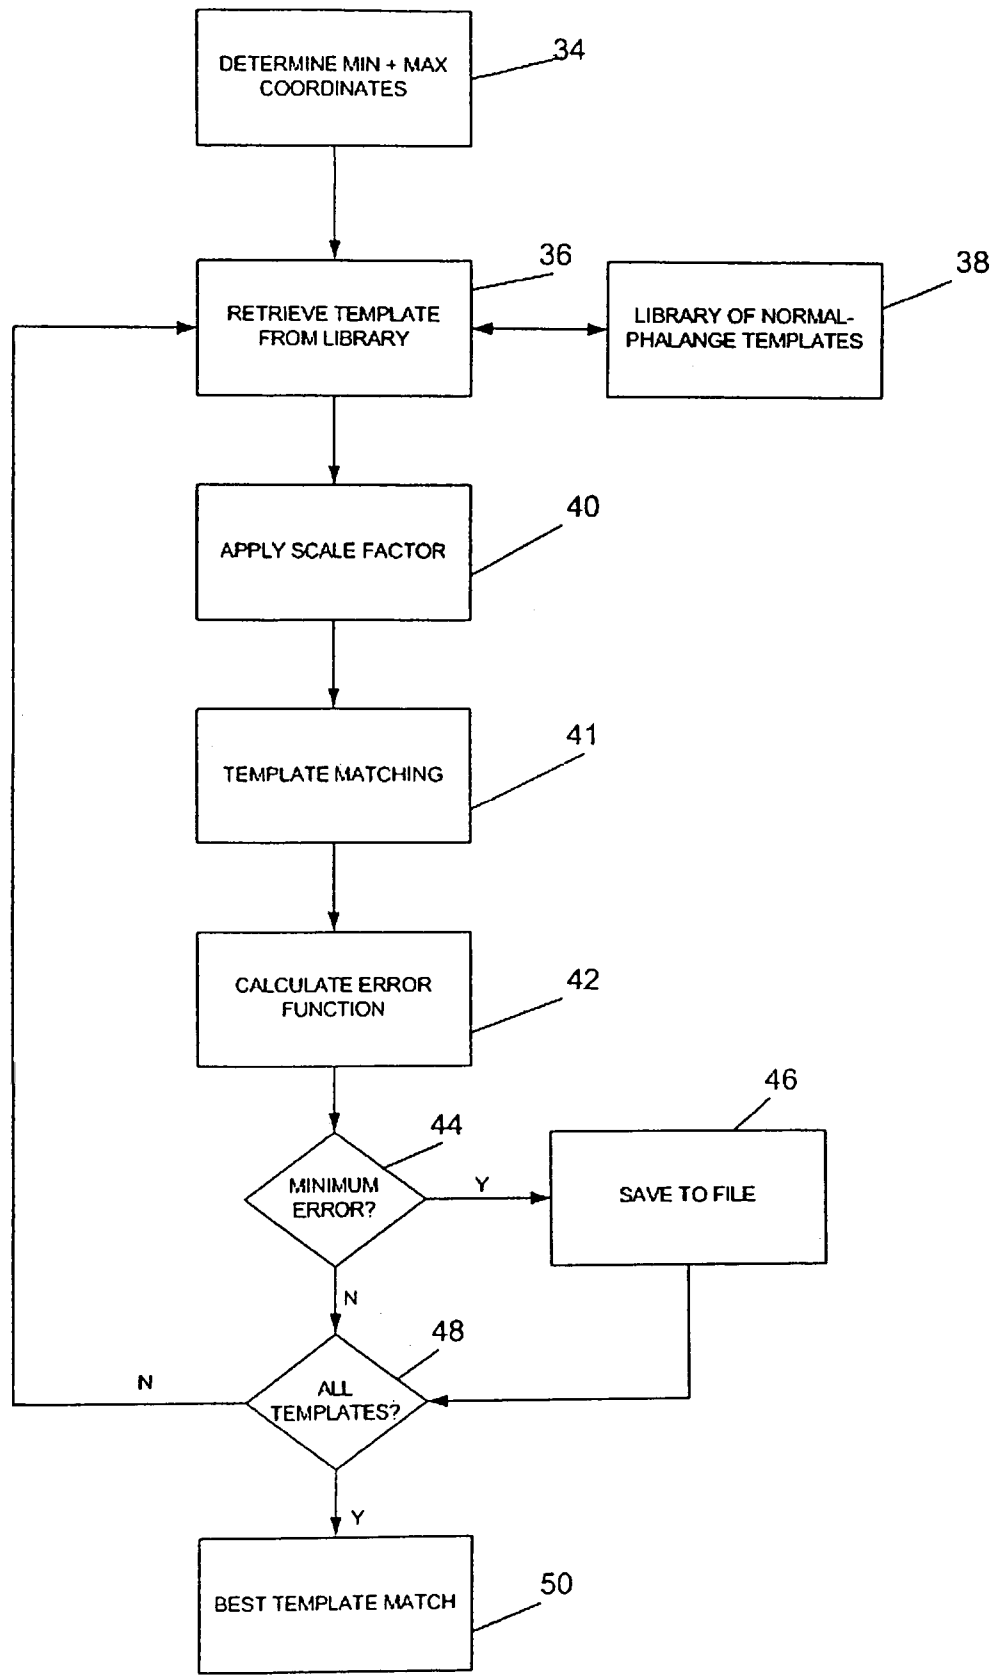 DETERMINE MIN + MAX
COORDINATES
34
RETRIEVE TEMPLATE
FROM LIBRARY
36
LIBRARY OF NORMAL-
PHALANGE TEMPLATES
38
APPLY SCALE FACTOR
40
TEMPLATE MATCHING
41
CALCULATE ERROR
FUNCTION
42
MINIMUM
ERROR?
44
Y
SAVE TO FILE
46
N
ALL
TEMPLATES?
48
N
Y
BEST TEMPLATE MATCH
50